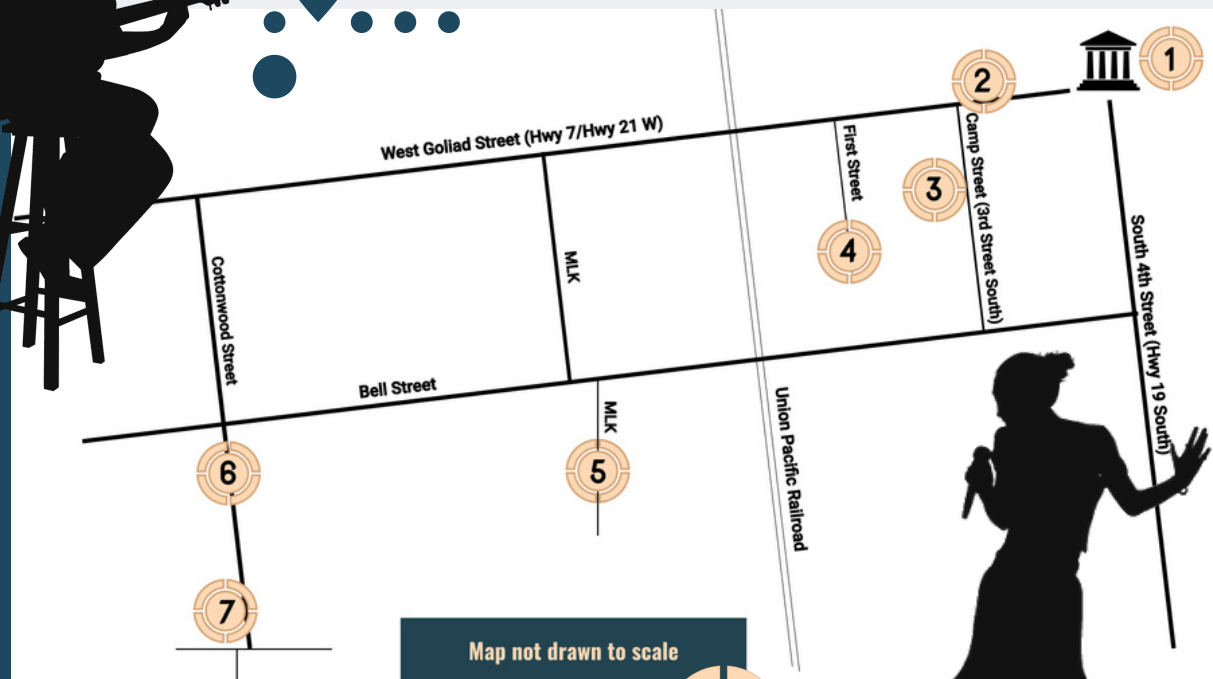 1
2
West Goliad Street (Hwy 7/Hwy 21 W)
First Street
Camp Street (3rd Street South)
3
4
South 4th Street (Hwy 19 South)
MLK
Cottonwood Street
Bell Street
MLK
Union Pacific Railroad
6
5
7
Map not drawn to scale